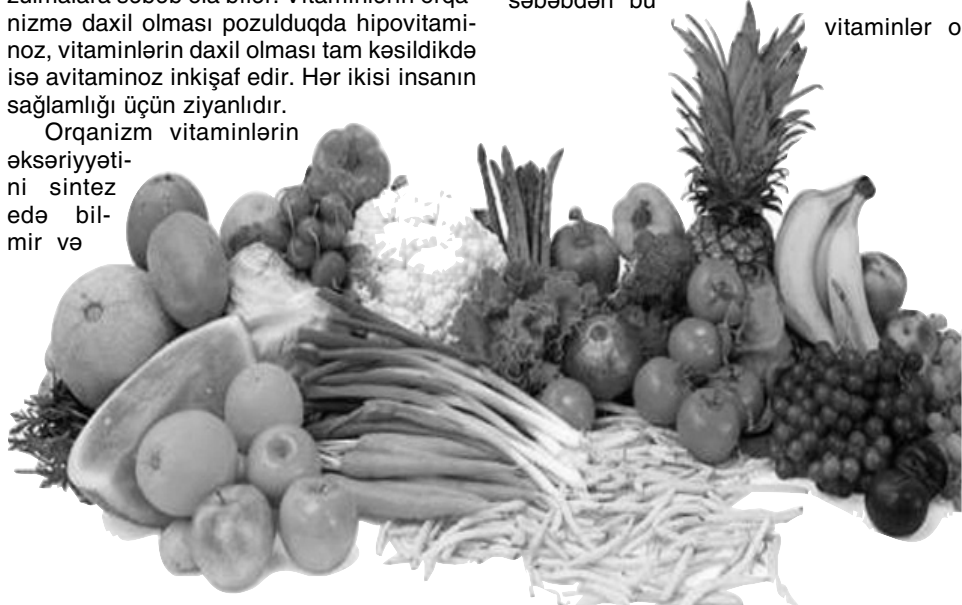 zulmalara səbəb ola bilər. Vitaminlərin orqa-
nizmə daxil olması pozulduqda hipovitami-
noz, vitaminlərin daxil olması tam kəsildikdə
isə avitaminoz inkişaf edir. Hər ikisi insanın
sağlamlığı üçün ziyanlıdır.
Orqanizm vitaminlərin
əksəriyyəti-
ni sintez
edə bil-
mir və
səbəbdən bu
vitaminlər o